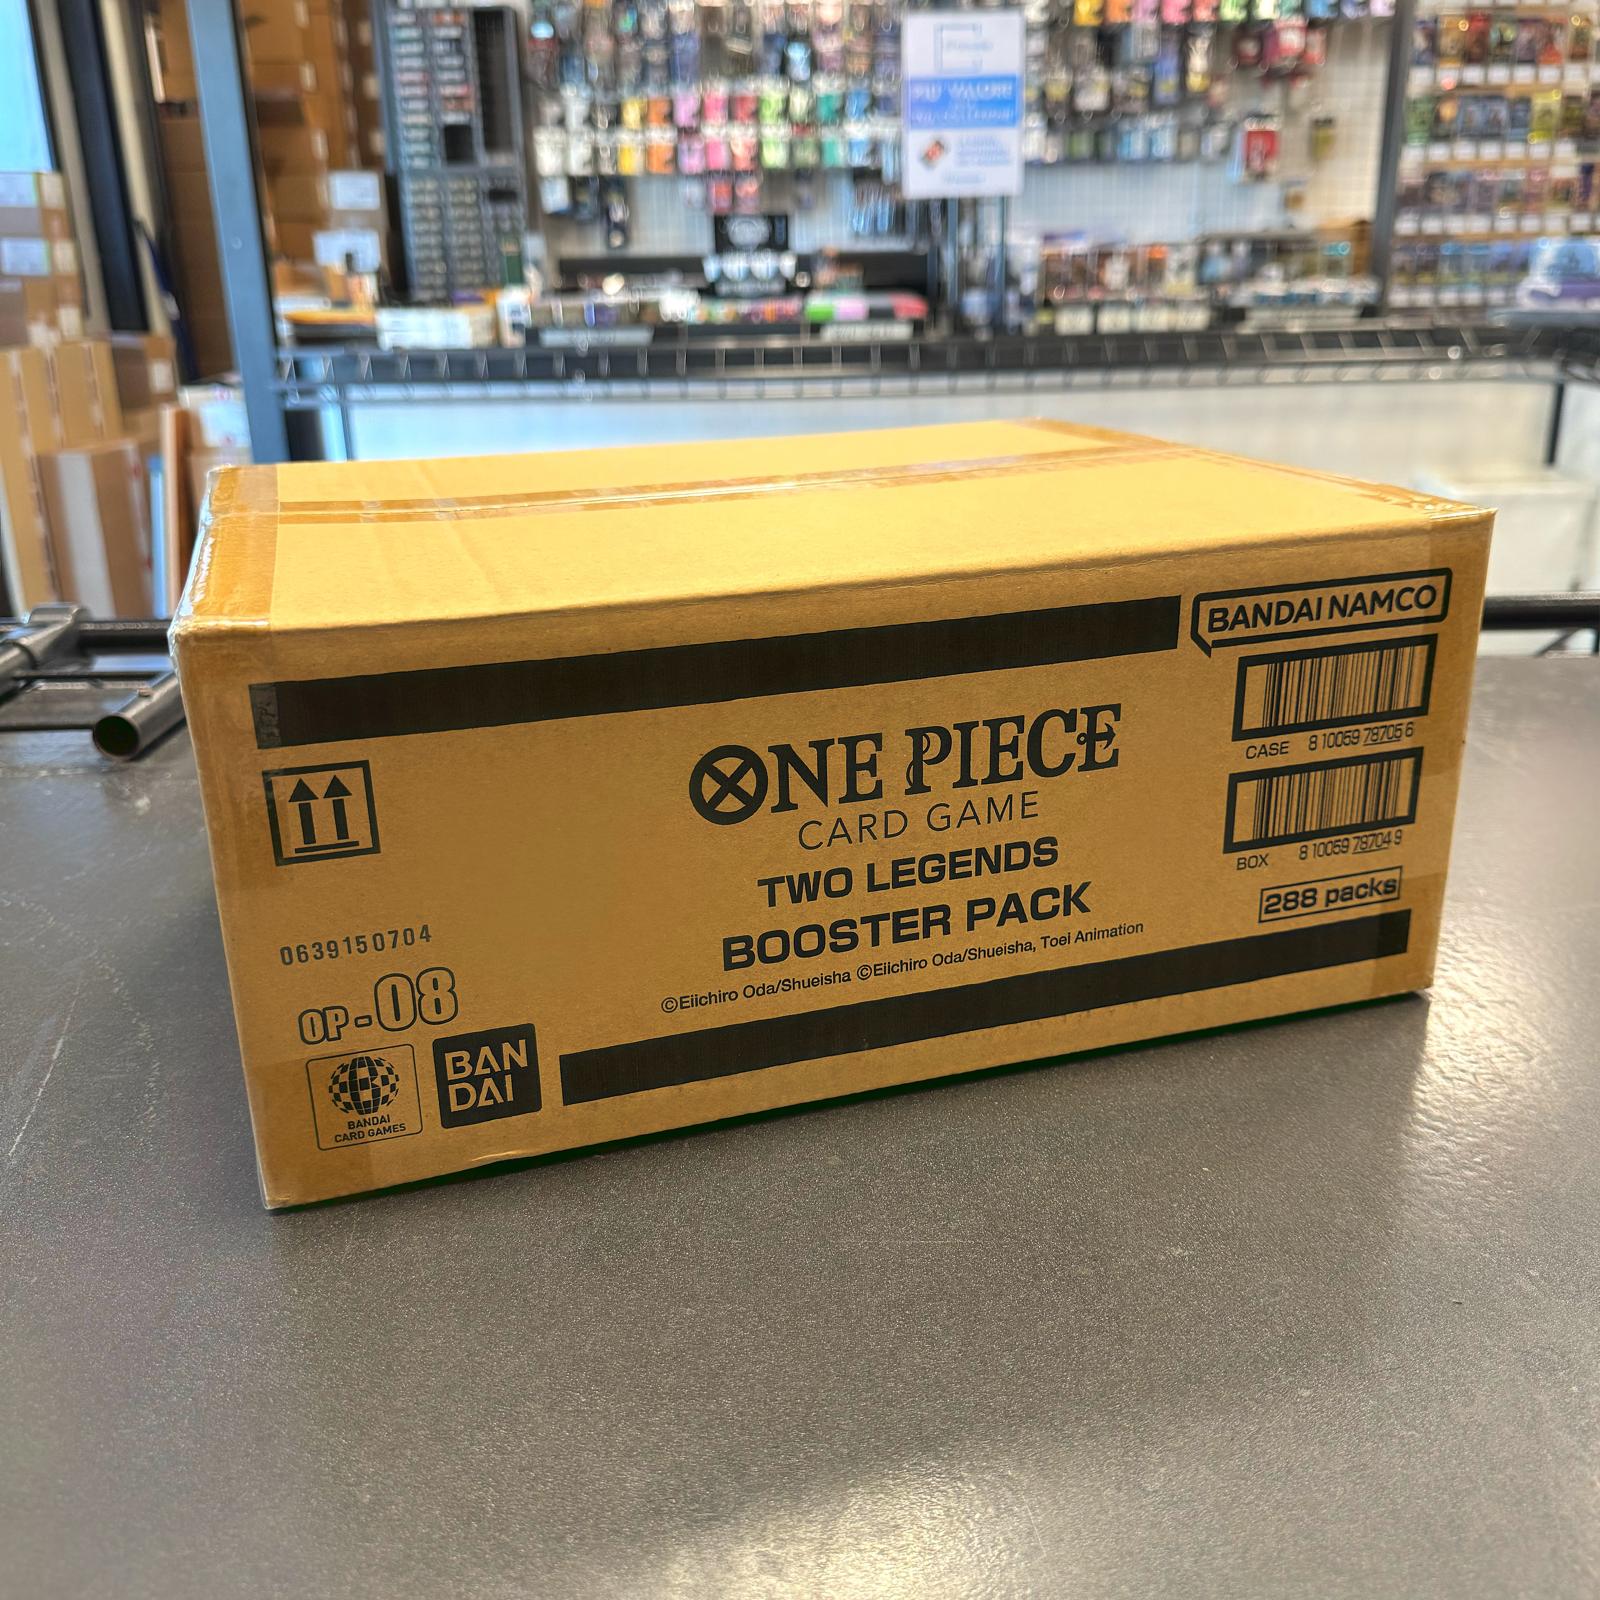 PIU' VALORE
BANDAI NAMCO
CASE 8 10059 78705 6
BOX 8 10059 78704 9
288 packs
ONE PIECE
CARD GAME
TWO LEGENDS
BOOSTER PACK
©Eiichiro Oda/Shueisha ©Eiichiro Oda/Shueisha, Toei Animation
0639150704
OP-08
BANDAI
CARD GAMES
BAN
DAI